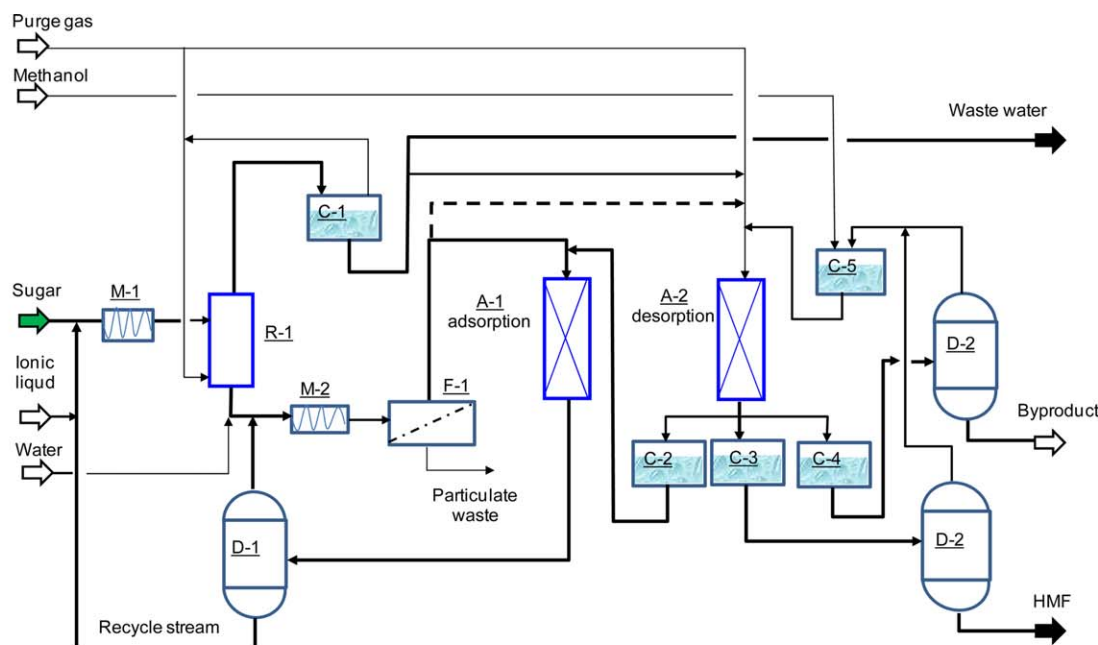 Purge gas
Methanol
Waste water
C-1
C-5
Sugar
M-1
A-1
adsorption
A-2
desorption
R-1
D-2
Ionic
liqud
M-2
F-1
Byproduct
Water
C-2
C-3
C-4
Particulate
waste
D-1
D-2
HMF
Recycle stream